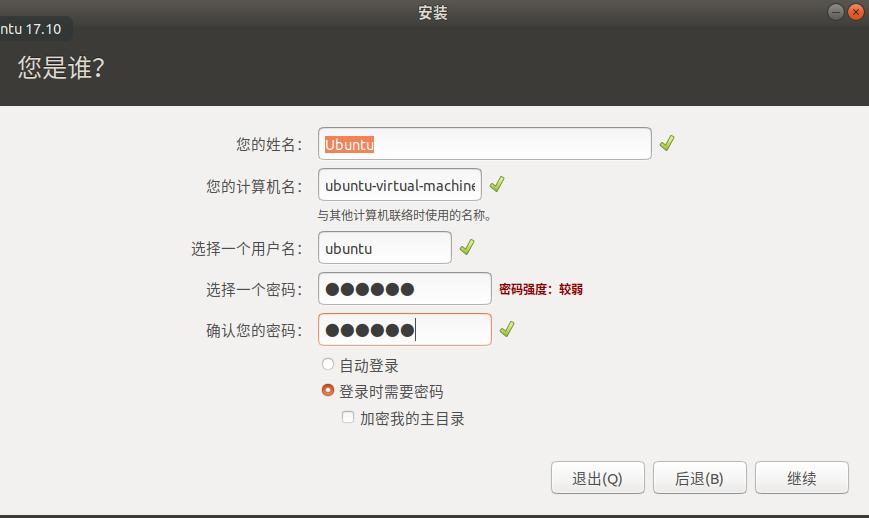 安装
ntu 17.10
您是谁?
您的姓名: Ubuntu
您的计算机名: ubuntu-virtual-machine
与其他计算机联络时使用的名称。
选择一个用户名: ubuntu
选择一个密码: ●●●●●● 密码强度: 较弱
确认您的密码: ●●●●●●
自动登录
登录时需要密码
加密我的主目录
退出(Q) 后退(B) 继续